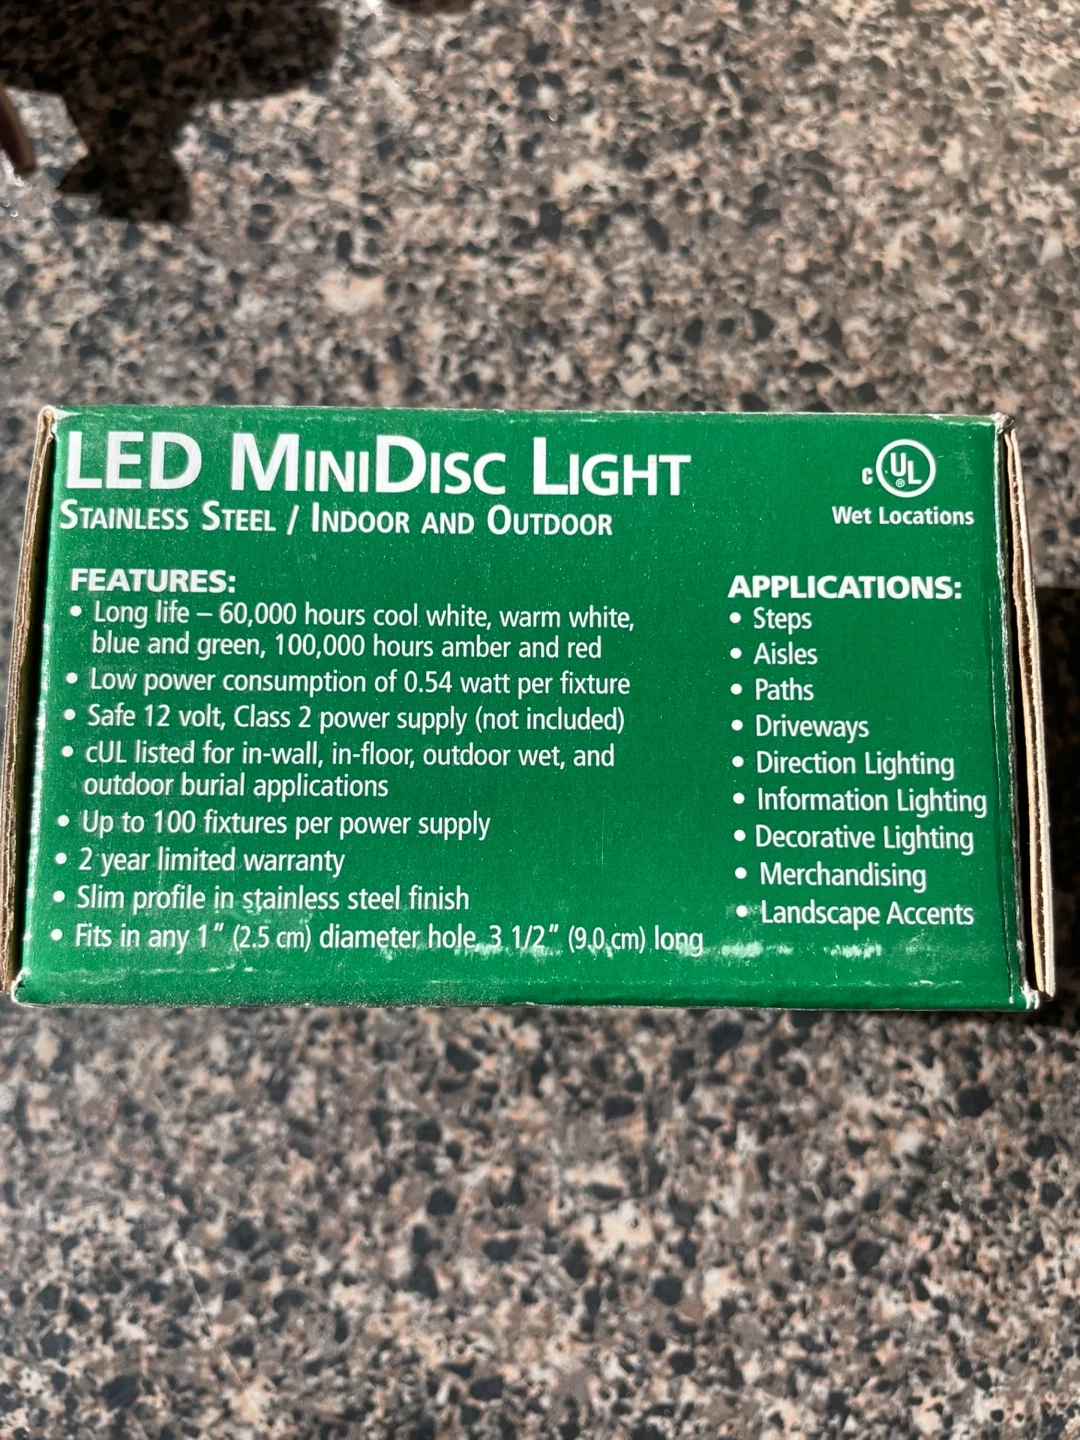 LED MiniDisc Light
Stainless Steel / Indoor and Outdoor
c UL ®
Wet Locations
FEATURES:
• Long life – 60,000 hours cool white, warm white,
blue and green, 100,000 hours amber and red
• Low power consumption of 0.54 watt per fixture
• Safe 12 volt, Class 2 power supply (not included)
• cUL listed for in-wall, in-floor, outdoor wet, and
outdoor burial applications
• Up to 100 fixtures per power supply
• 2 year limited warranty
• Slim profile in stainless steel finish
• Fits in any 1" (2.5 cm) diameter hole, 3 1/2" (9.0 cm) long
APPLICATIONS:
• Steps
• Aisles
• Paths
• Driveways
• Direction Lighting
• Information Lighting
• Decorative Lighting
• Merchandising
• Landscape Accents